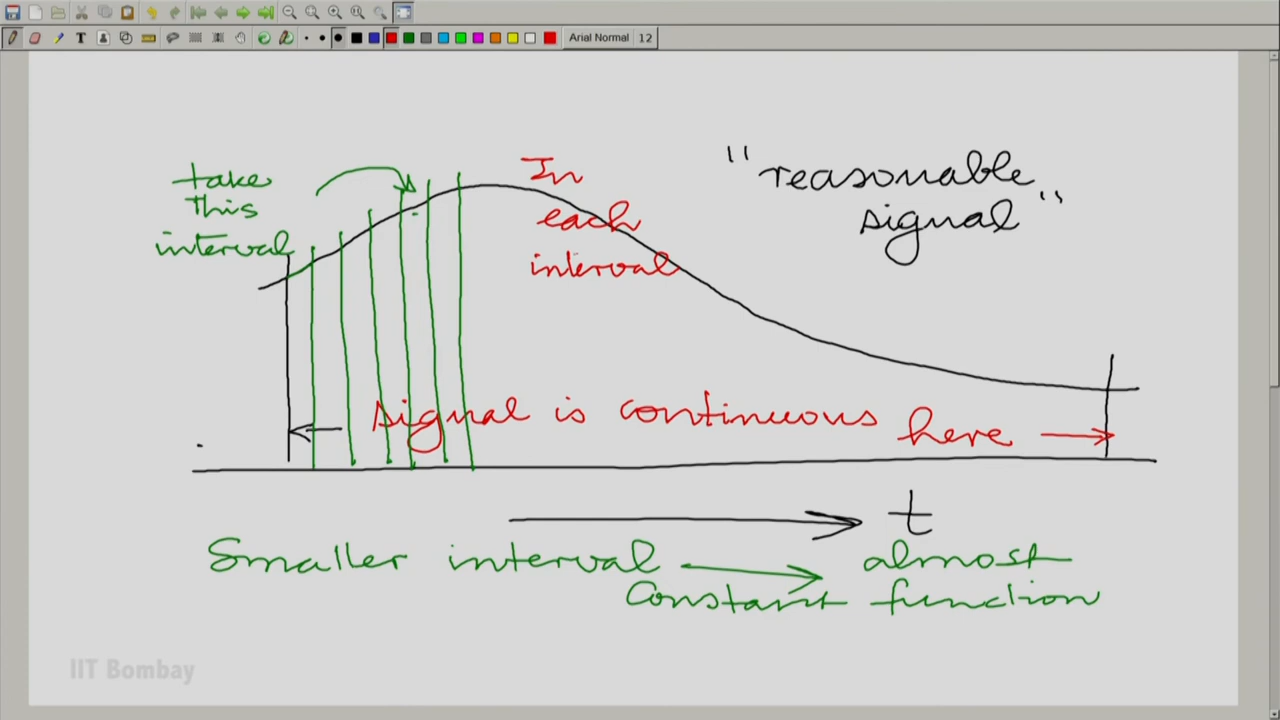 Arial Normal 12
take
this
interval
In
each
interval
"reasonable
signal"
signal is continuous here
t
Smaller interval almost
constant function
IIT Bombay